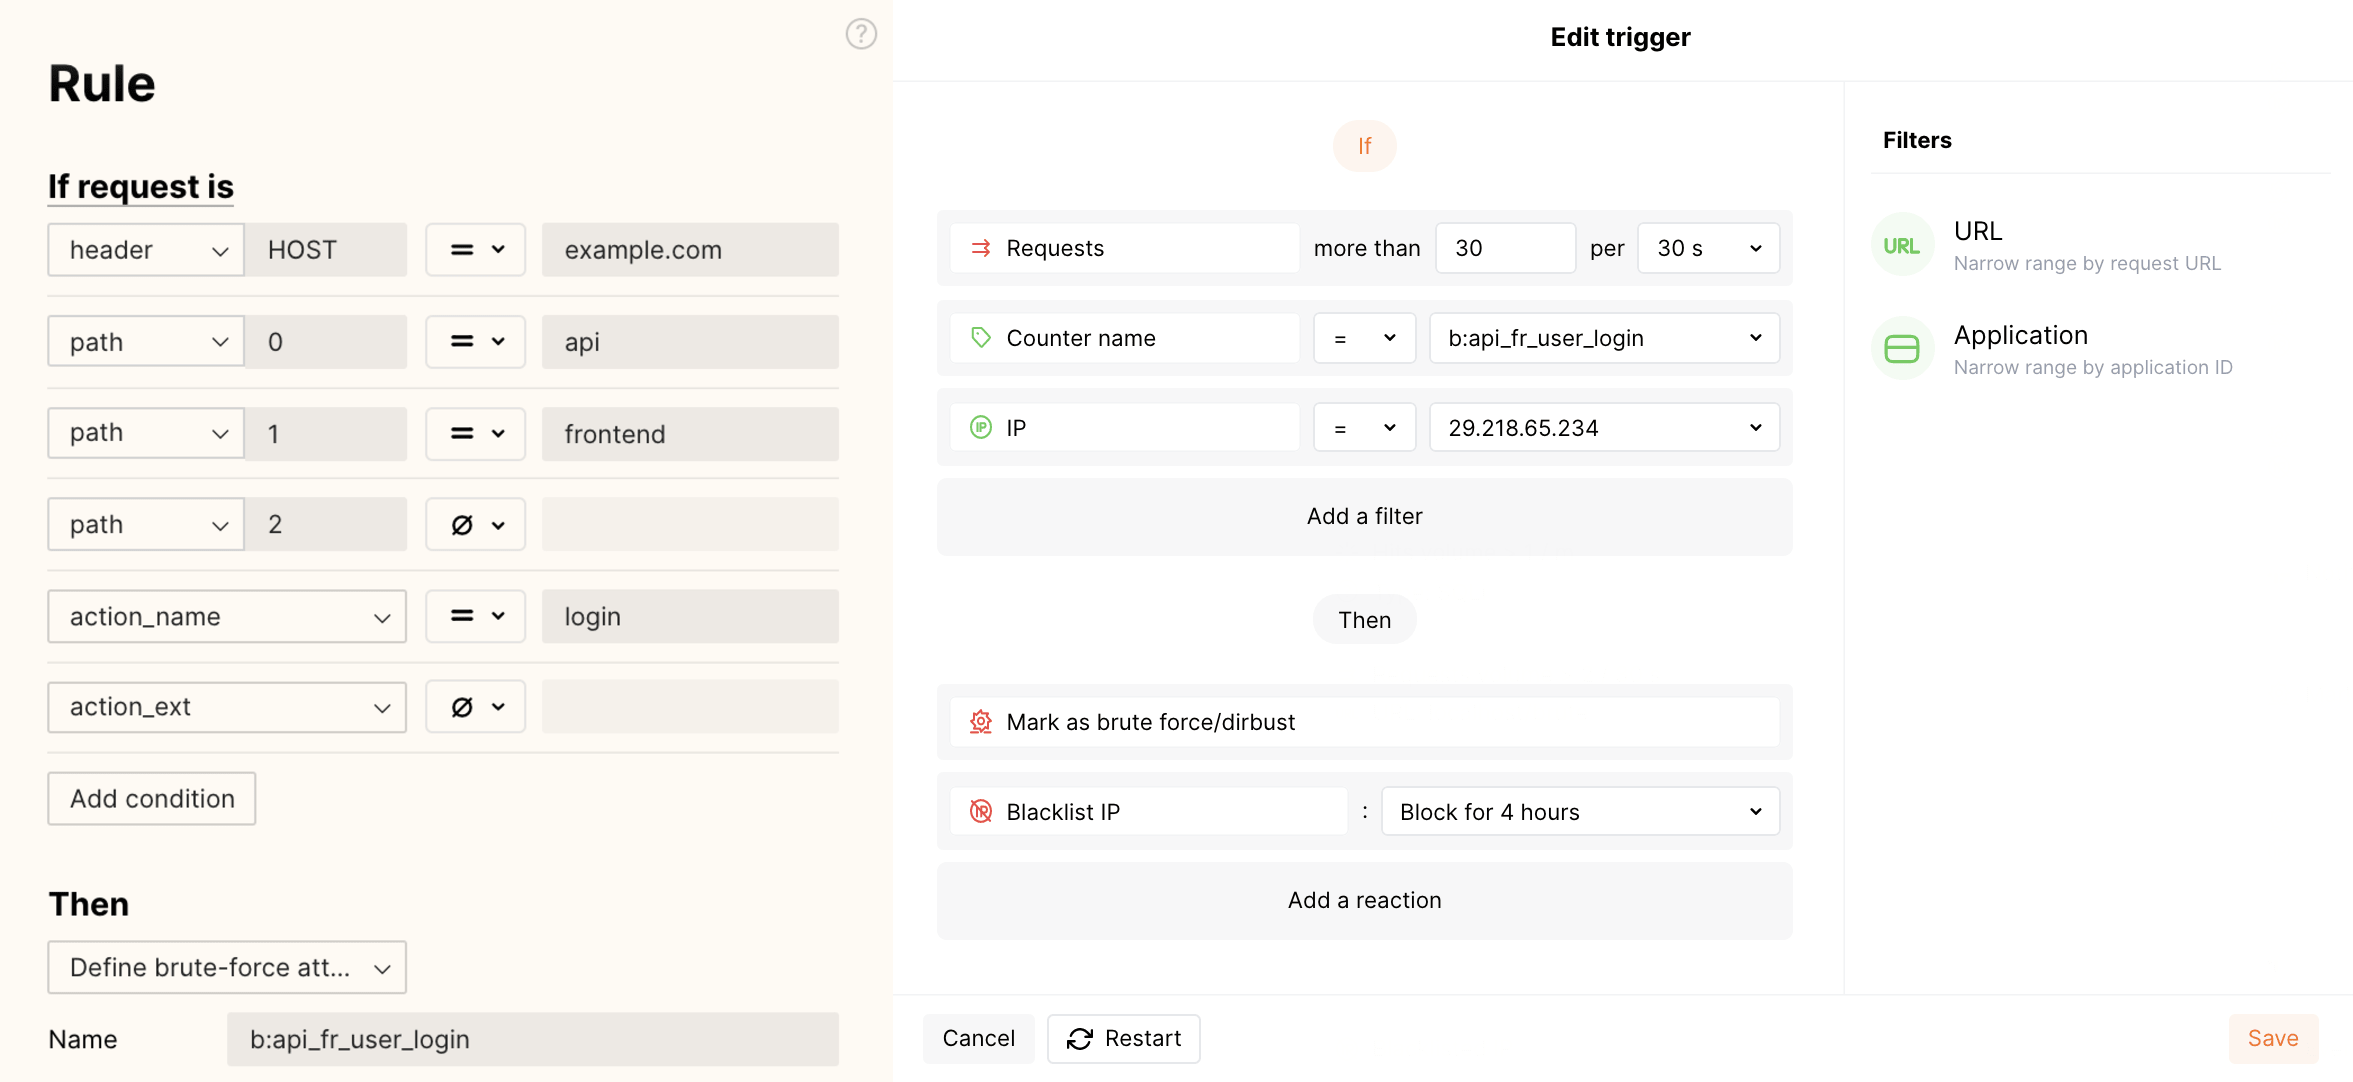 Rule
If request is
header HOST = example.com
path 0 = api
path 1 = frontend
path 2 Ø
action_name = login
action_ext Ø
Add condition
Then
Define brute-force att...
Name b:api_fr_user_login
Edit trigger
If
Requests more than 30 per 30 s
Counter name = b:api_fr_user_login
IP IP = 29.218.65.234
Add a filter
Then
Mark as brute force/dirbust
Blacklist IP : Block for 4 hours
Add a reaction
Cancel Restart Save
Filters
URL URL
Narrow range by request URL
Application
Narrow range by application ID